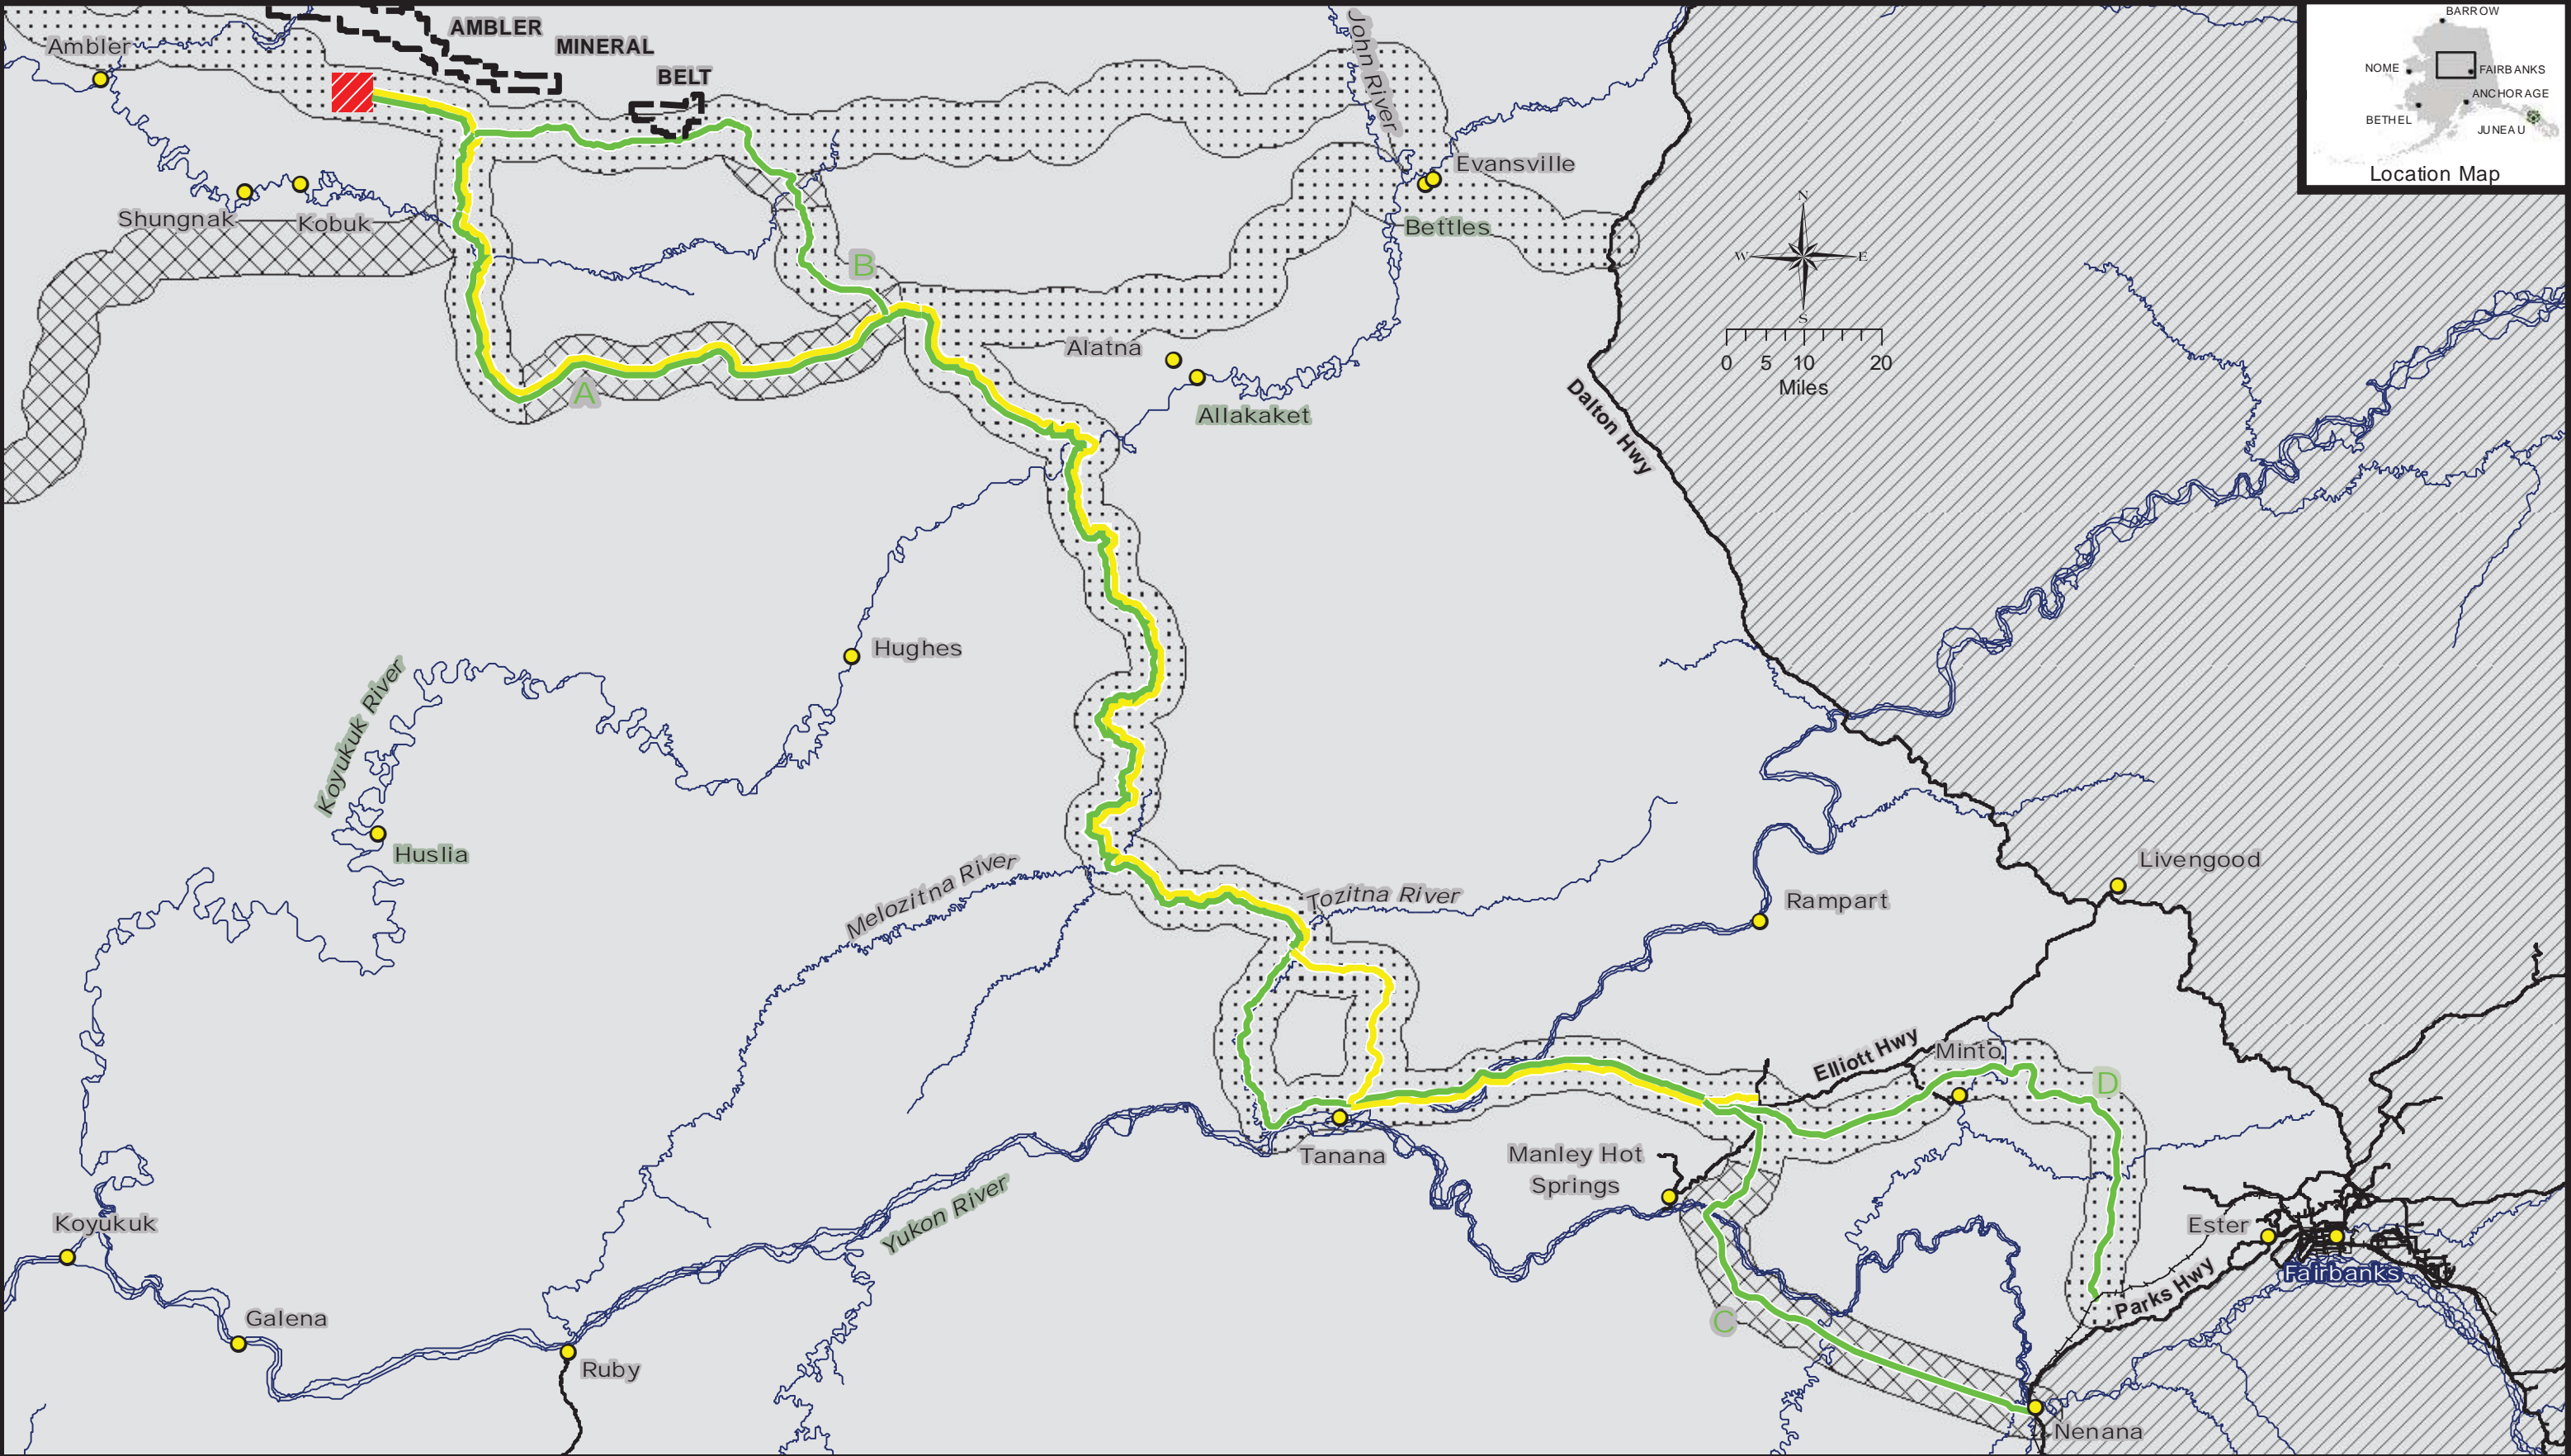 AMBLER
MINERAL
BELT
Ambler
John River
Evansville
Bettles
Shungnak
Kobuk
B
A
Alatna
Allakaket
N
W
E
S
0 5 10 20
Miles
Dalton Hwy
BARROW
NOME
FAIRBANKS
ANCHORAGE
BETHEL
JUNEAU
Location Map
Hughes
Koyukuk River
Huslia
Melozitna River
Tozitna River
Rampart
Livengood
Elliott Hwy
Minto
D
Tanana
Manley Hot
Springs
Yukon River
Koyukuk
Ester
Fairbanks
Parks Hwy
C
Galena
Ruby
Nenana